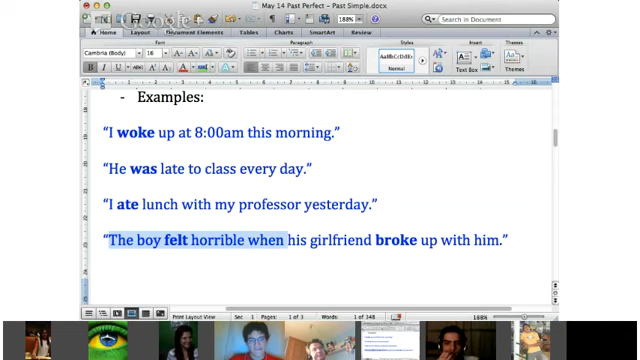 May 14 Past Perfect - Past Simple.docx
Google+
188%
Search in Document
Home Layout Document Elements Tables Charts SmartArt Review
Font Paragraph Styles Insert Themes
Cambria (Body) 16
Normal Text Box Themes
- Examples:
“I woke up at 8:00am this morning.”
“He was late to class every day.”
“I ate lunch with my professor yesterday.”
“The boy felt horrible when his girlfriend broke up with him.”
Print Layout View Sec 1 Pages: 1 of 3 Words: 1 of 348 188%